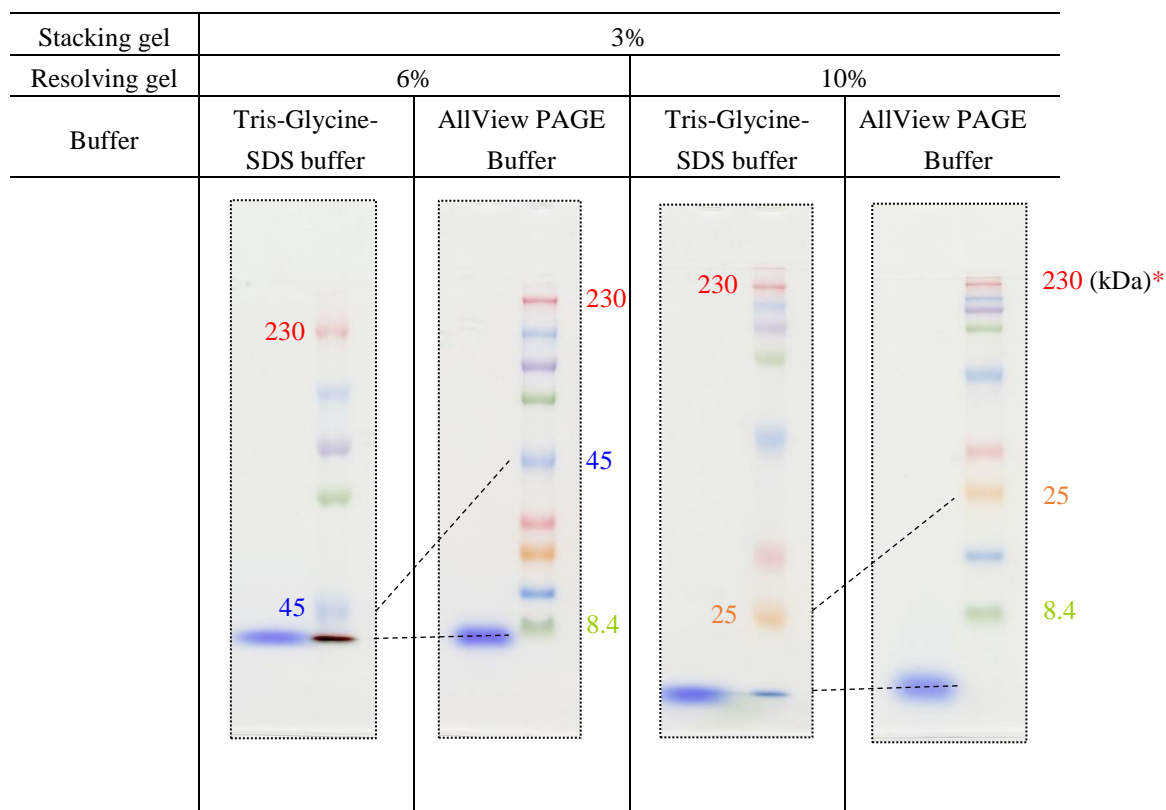 Stacking gel 3%
Resolving gel 6% 10%
Buffer
Tris-Glycine-
SDS buffer
AllView PAGE
Buffer
Tris-Glycine-
SDS buffer
AllView PAGE
Buffer
230
45
230
45
8.4
230
25
230 (kDa)*
25
8.4